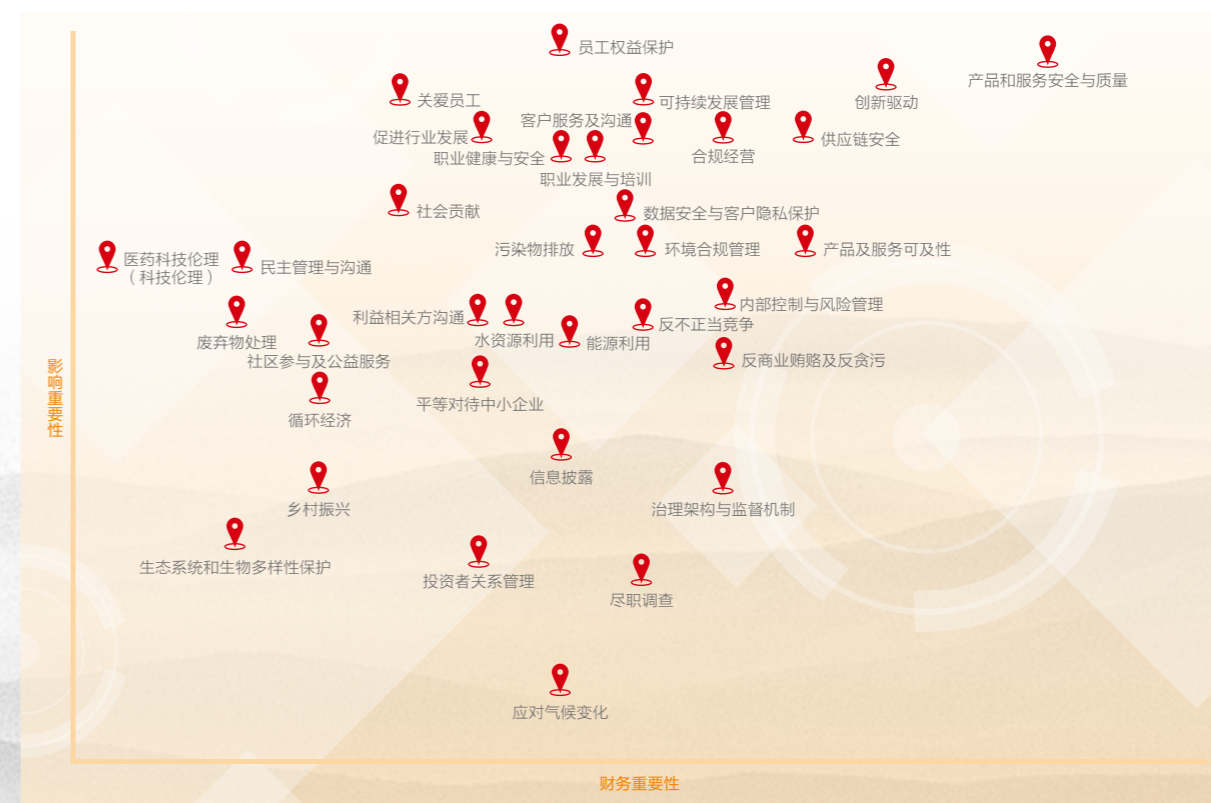 员工权益保护
产品和服务安全与质量
关爱员工
可持续发展管理
创新驱动
客户服务及沟通
促进行业发展
供应链安全
职业健康与安全
合规经营
职业发展与培训
社会贡献
数据安全与客户隐私保护
污染物排放
环境合规管理
产品及服务可及性
医药科技伦理
（科技伦理）
民主管理与沟通
内部控制与风险管理
利益相关方沟通
反不正当竞争
废弃物处理
水资源利用
能源利用
社区参与及公益服务
反商业贿赂及反贪污
影响重要性
平等对待中小企业
循环经济
信息披露
乡村振兴
治理架构与监督机制
生态系统和生物多样性保护
投资者关系管理
尽职调查
应对气候变化
财务重要性